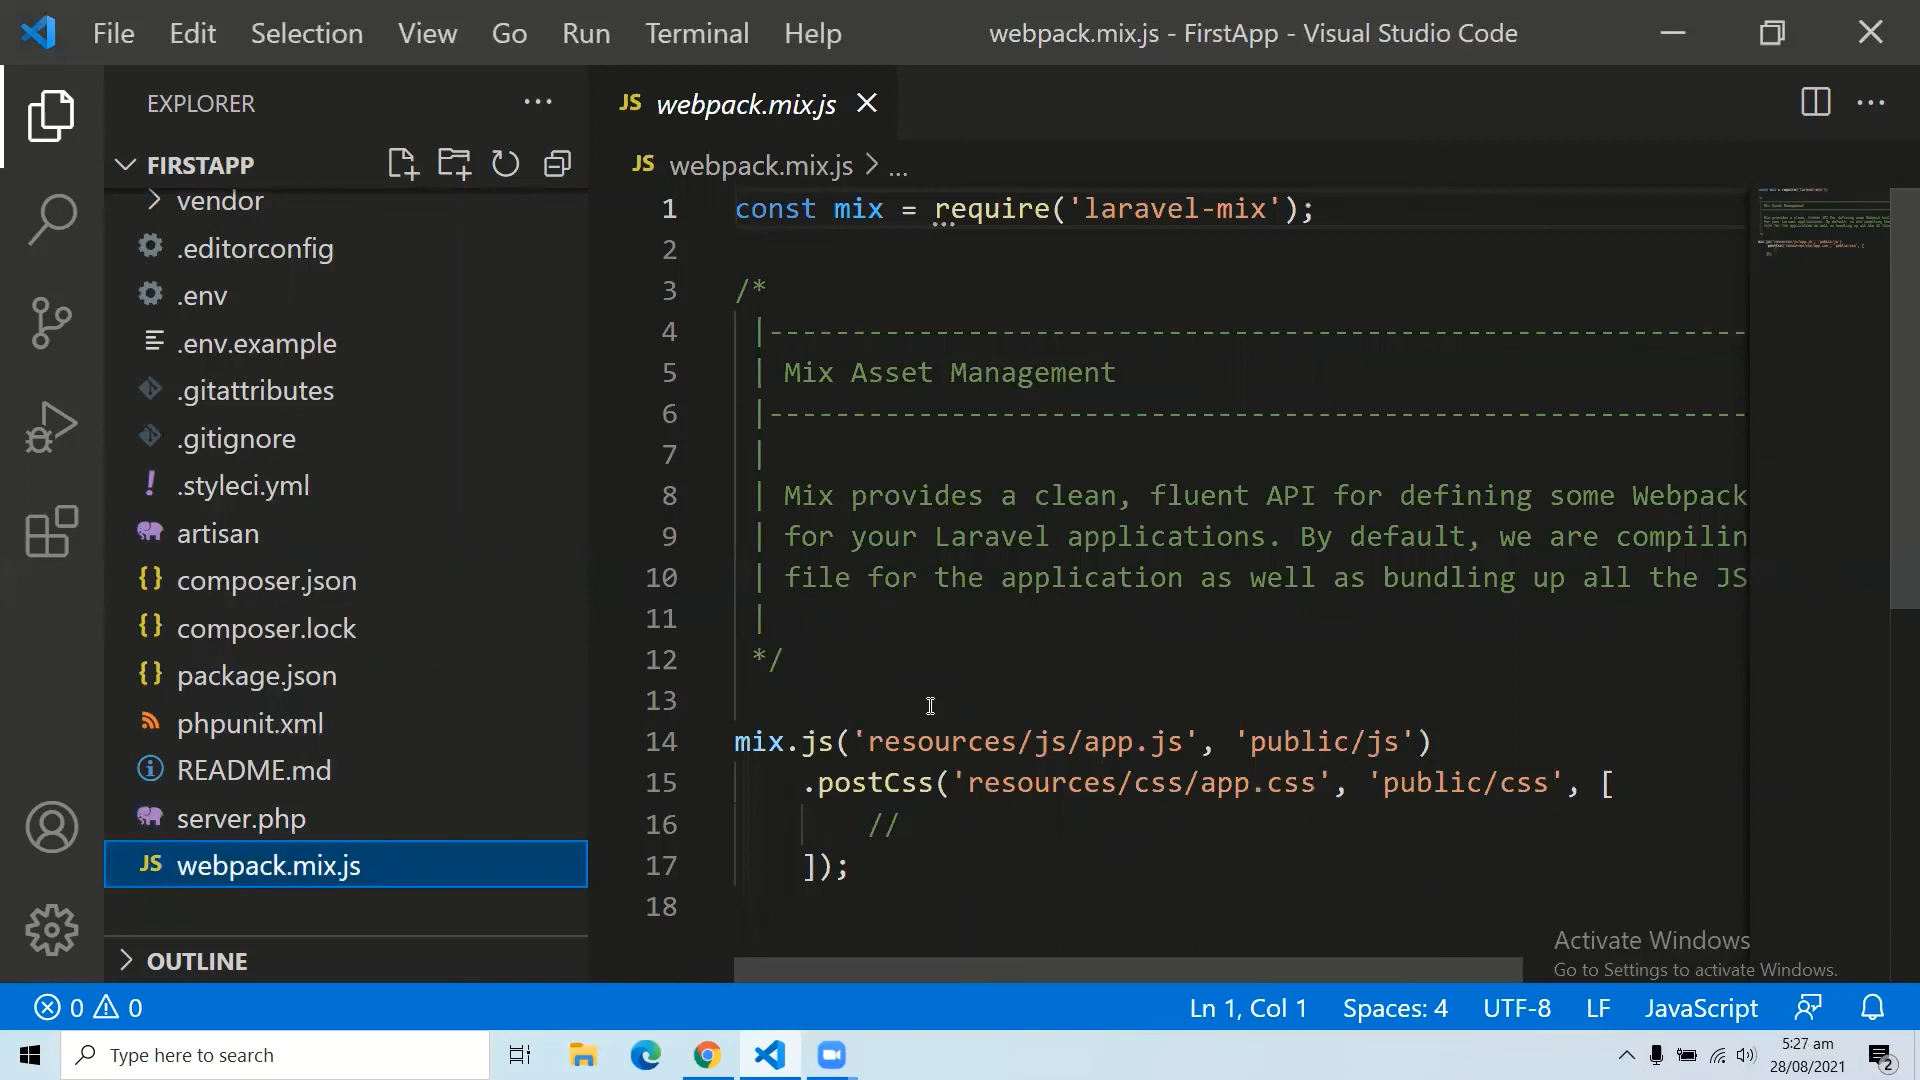 File Edit Selection View Go Run Terminal Help
webpack.mix.js - FirstApp - Visual Studio Code
EXPLORER
FIRSTAPP
vendor
.editorconfig
.env
.env.example
.gitattributes
.gitignore
.styleci.yml
artisan
composer.json
composer.lock
package.json
phpunit.xml
README.md
server.php
JS webpack.mix.js
OUTLINE
JS webpack.mix.js
JS webpack.mix.js > ...
1 const mix = require('laravel-mix');
2
3 /*
4 |-----------------------------------------------------------
5 | Mix Asset Management
6 |-----------------------------------------------------------
7 |
8 | Mix provides a clean, fluent API for defining some Webpack
9 | for your Laravel applications. By default, we are compilin
10 | file for the application as well as bundling up all the JS
11 |
12 */
13
14 mix.js('resources/js/app.js', 'public/js')
15 .postCss('resources/css/app.css', 'public/css', [
16 //
17 ]);
18
Activate Windows
Go to Settings to activate Windows.
0 0
Ln 1, Col 1 Spaces: 4 UTF-8 LF JavaScript
Type here to search
5:27 am
28/08/2021
2